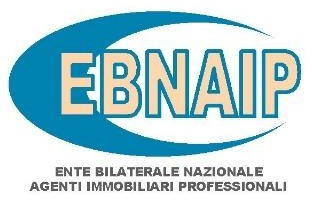 EBNAIP
ENTE BILATERALE NAZIONALE
AGENTI IMMOBILIARI PROFESSIONALI